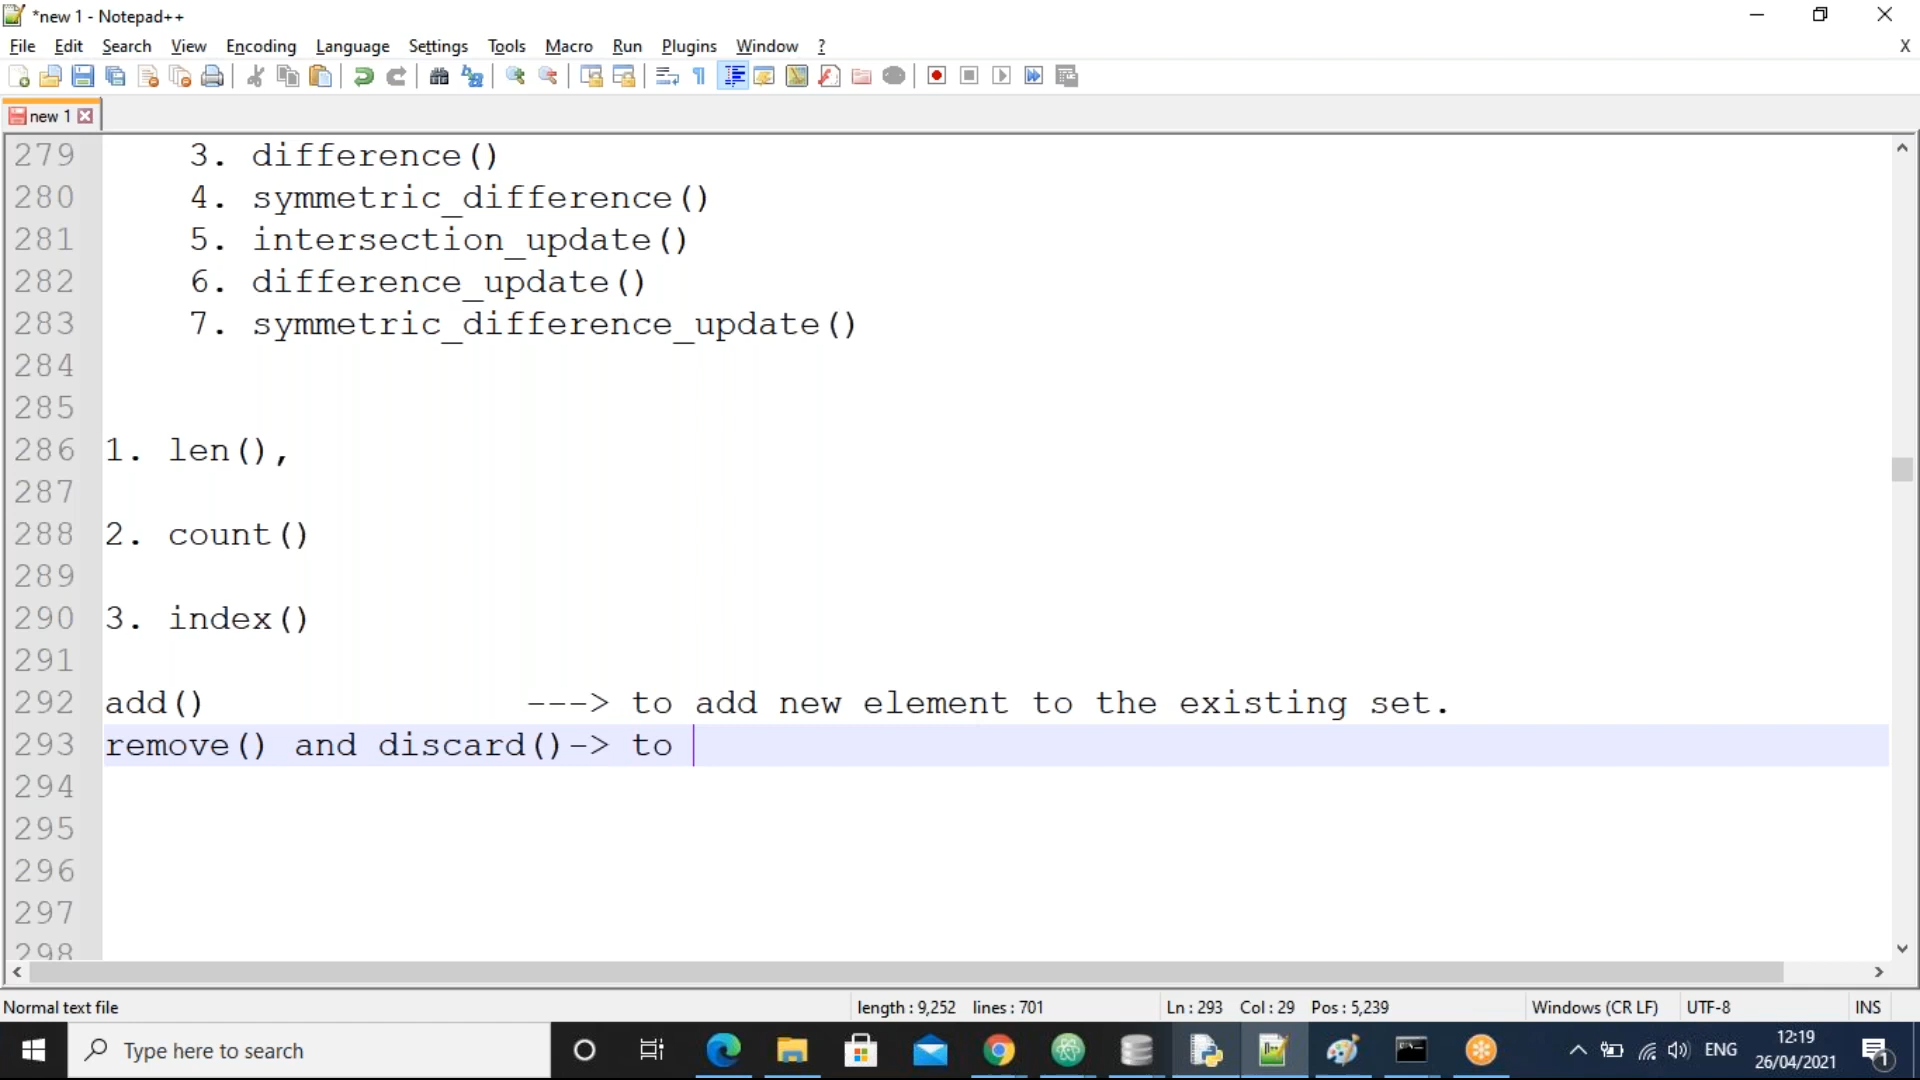 *new 1 - Notepad++
File Edit Search View Encoding Language Settings Tools Macro Run Plugins Window ? X
new 1
279 3. difference()
280 4. symmetric_difference()
281 5. intersection_update()
282 6. difference_update()
283 7. symmetric_difference_update()
284
285
286 1. len(),
287
288 2. count()
289
290 3. index()
291
292 add() ---> to add new element to the existing set.
293 remove() and discard()-> to
294
295
296
297
298
Normal text file length : 9,252 lines : 701 Ln : 293 Col : 29 Pos : 5,239 Windows (CR LF) UTF-8 INS
Type here to search ENG 12:19
26/04/2021 1